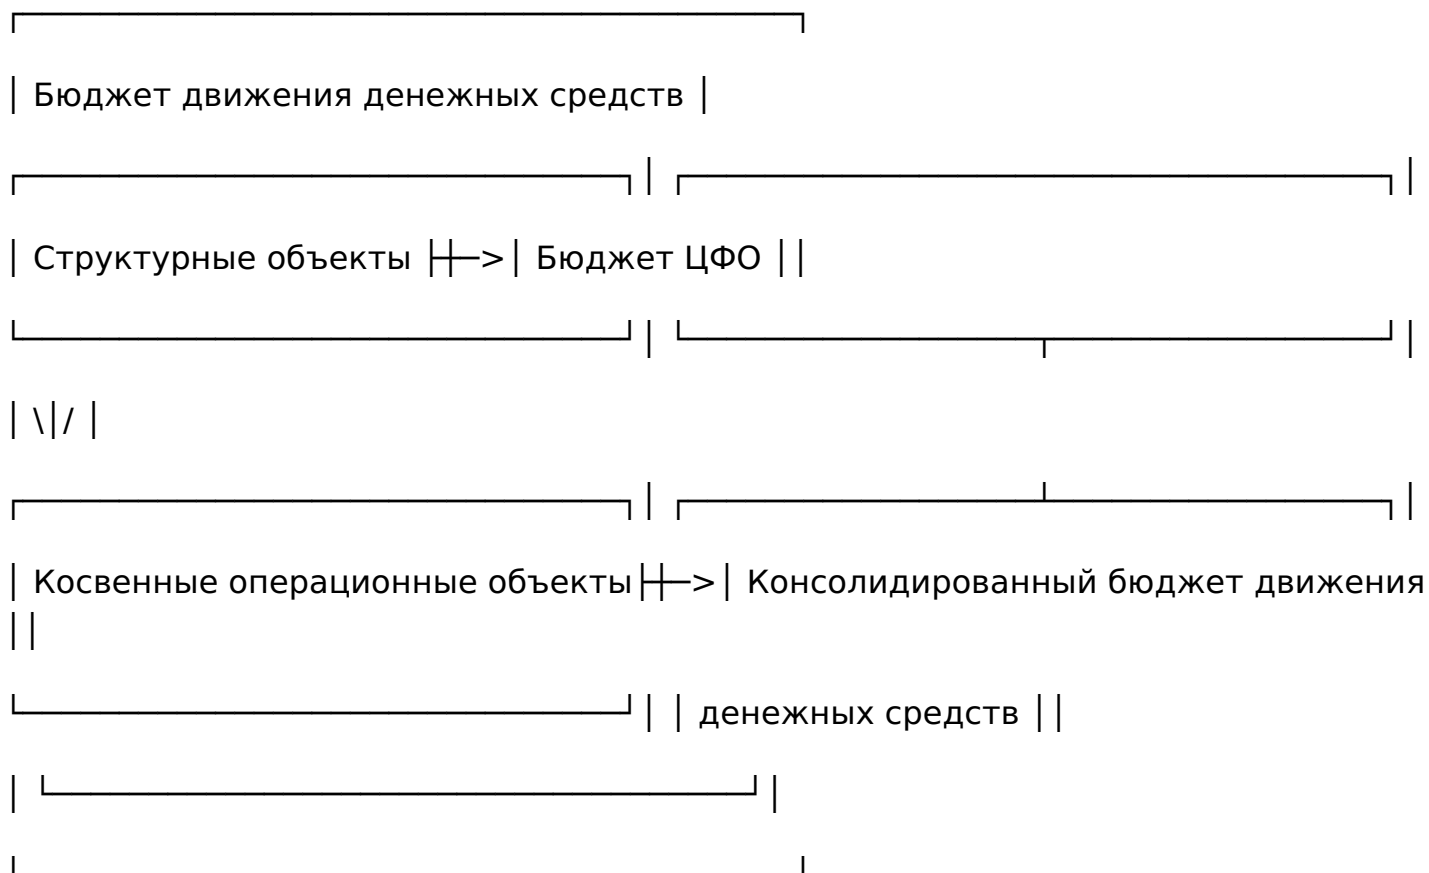 ┌─────────────────────────────────────────┐
│ Бюджет движения денежных средств │
┌────────────────────────────────┐│ ┌─────────────────────────────────────┐│
│ Структурные объекты ├┼─>│ Бюджет ЦФО ││
└────────────────────────────────┘│ └──────────────────┬──────────────────┘│
│ \│/ │
┌────────────────────────────────┐│ ┌──────────────────┴──────────────────┐│
│ Косвенные операционные объекты├┼─>│ Консолидированный бюджет движения
││
└────────────────────────────────┘│ │ денежных средств ││
│ └─────────────────────────────────────┘│